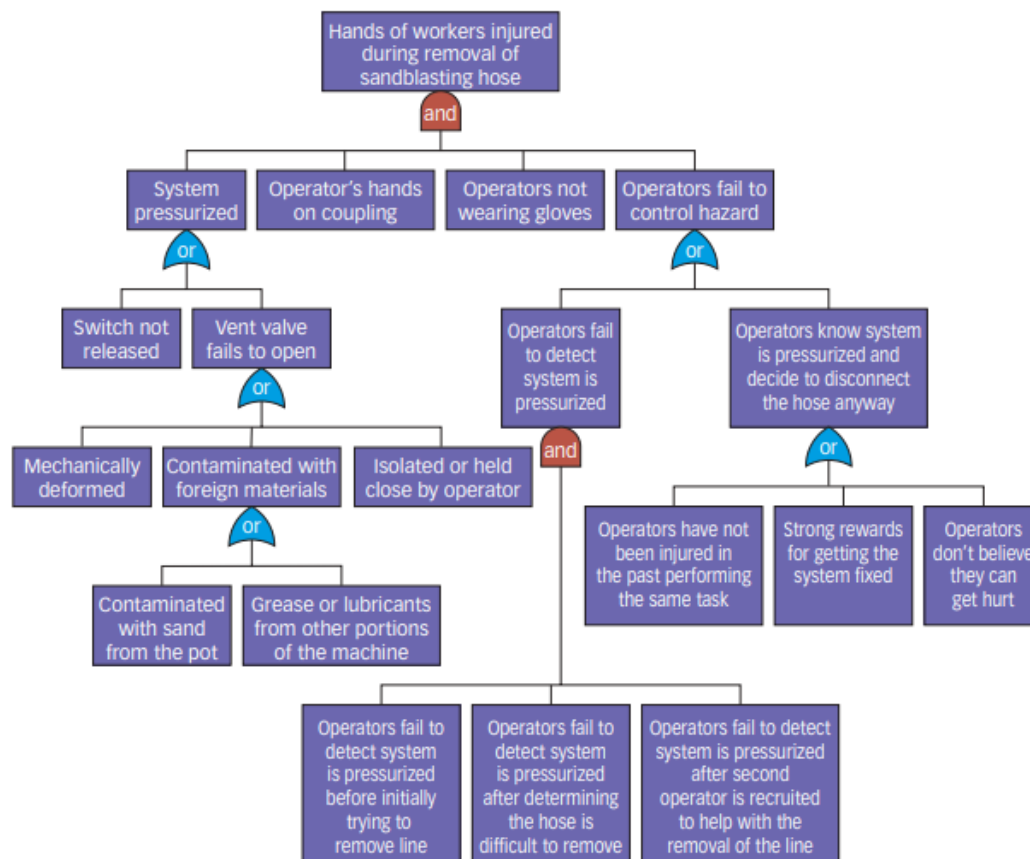 Hands of workers injured
during removal of
sandblasting hose
and
System
pressurized
Operator's hands
on coupling
Operators not
wearing gloves
Operators fail to
control hazard
or
or
Switch not
released
Vent valve
fails to open
Operators fail
to detect
system is
pressurized
Operators know system
is pressurized and
decide to disconnect
the hose anyway
or
and
or
Mechanically
deformed
Contaminated with
foreign materials
Isolated or held
close by operator
or
Operators have not
been injured in
the past performing
the same task
Strong rewards
for getting the
system fixed
Operators
don't believe
they can
get hurt
Contaminated
with sand
from the pot
Grease or lubricants
from other portions
of the machine
Operators fail to
detect system
is pressurized
before initially
trying to
remove line
Operators fail to
detect system
is pressurized
after determining
the hose is
difficult to remove
Operators fail to detect
system is pressurized
after second
operator is recruited
to help with the
removal of the line